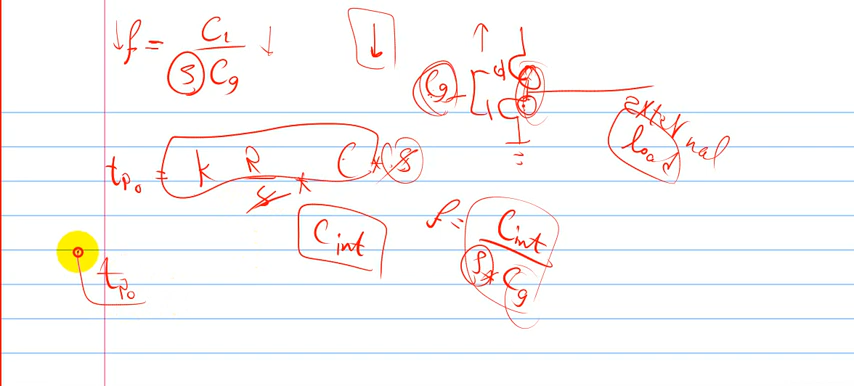 ↓f = C₁ / (S) Cg ↓
↓
↑
Cg
external
load
tp₀ = k R/S * C * S
Cint
f = Cint / S * Cg
tp₀